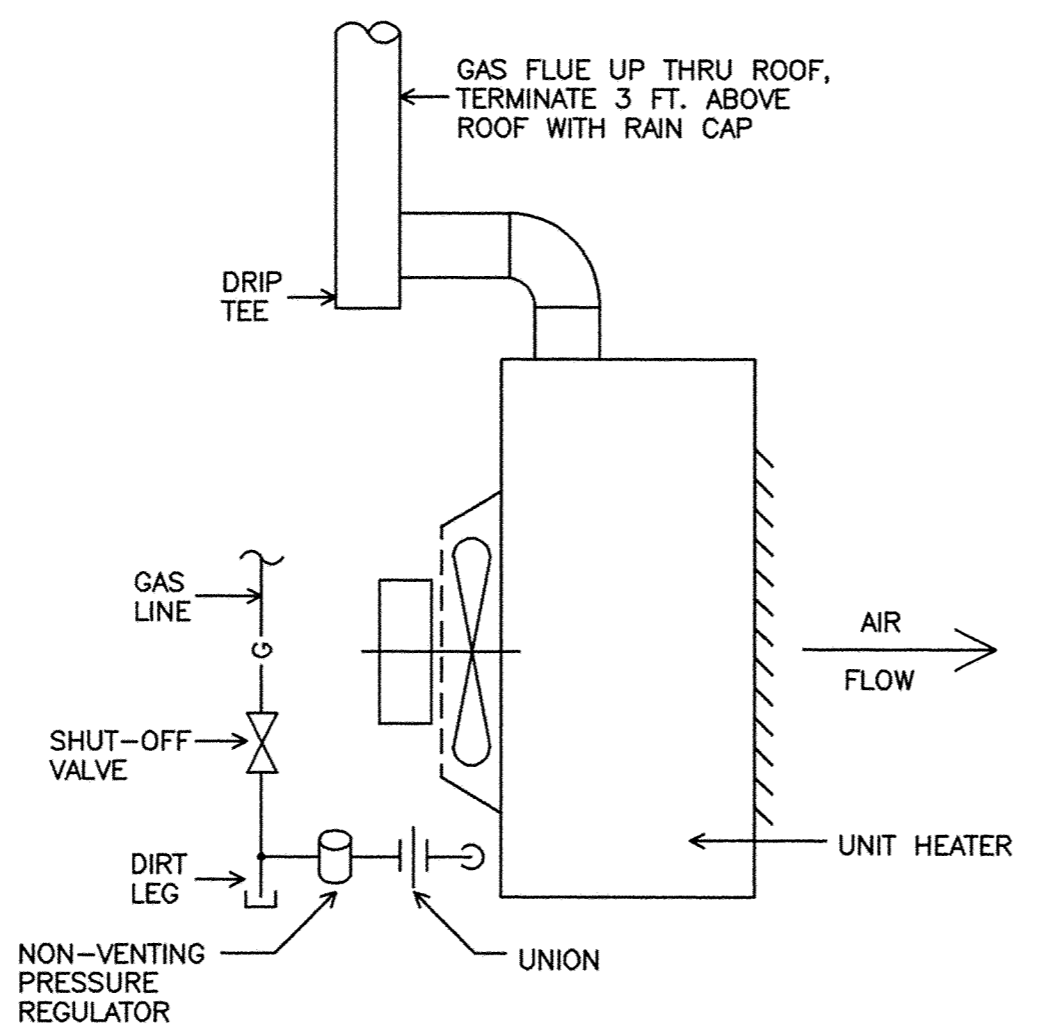 GAS FLUE UP THRU ROOF,
TERMINATE 3 FT. ABOVE
ROOF WITH RAIN CAP
DRIP
TEE
GAS
LINE
G
AIR
FLOW
SHUT-OFF
VALVE
UNIT HEATER
DIRT
LEG
NON-VENTING
PRESSURE
REGULATOR
UNION